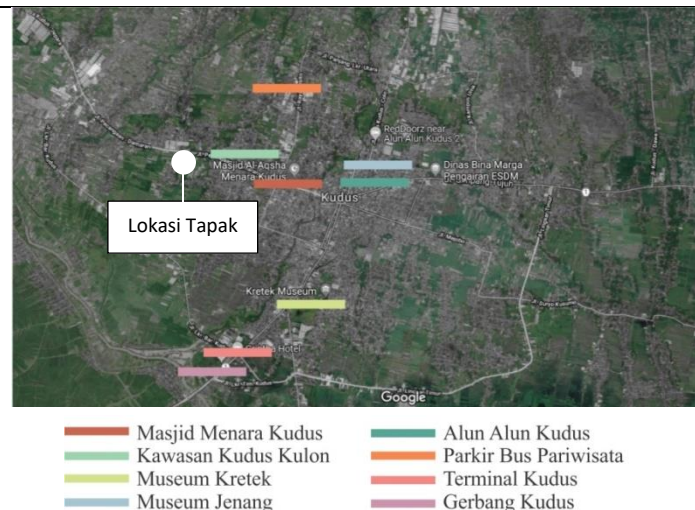 RedDoorz near
Alun Alun Kudus 2
Masjid Al-Aqsha
Menara Kudus
Dinas Bina Marga
Pengairan ESDM
Kudus
Lokasi Tapak
Kretek Museum
Hotel
Google
Masjid Menara Kudus
Kawasan Kudus Kulon
Museum Kretek
Museum Jenang
Alun Alun Kudus
Parkir Bus Pariwisata
Terminal Kudus
Gerbang Kudus